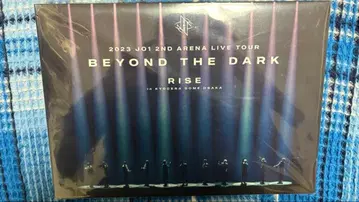 2023 JO1 2ND ARENA LIVE TOUR
BEYOND THE DARK
RISE
in KYOCERA DOME OSAKA